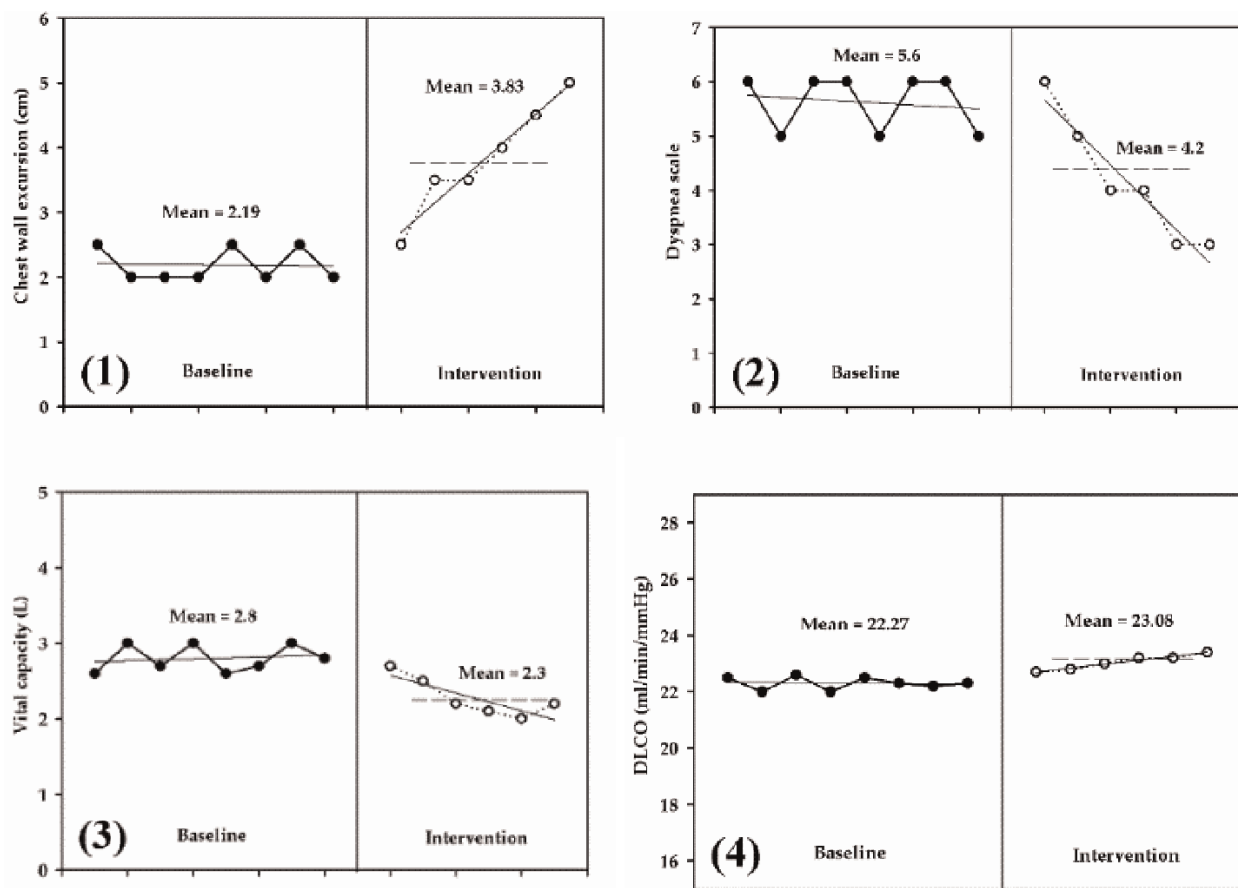 6
5
4
3
2
1
0
Chest wall excursion (cm)
Mean = 2.19
Mean = 3.83
(1)
Baseline
Intervention
7
6
5
4
3
2
1
0
Dyspnea scale
Mean = 5.6
Mean = 4.2
(2)
Baseline
Intervention
5
4
3
2
1
0
Vital capacity (L)
Mean = 2.8
Mean = 2.3
(3)
Baseline
Intervention
28
26
24
22
20
18
16
DLCO (ml/min/mmHg)
Mean = 22.27
Mean = 23.08
(4)
Baseline
Intervention